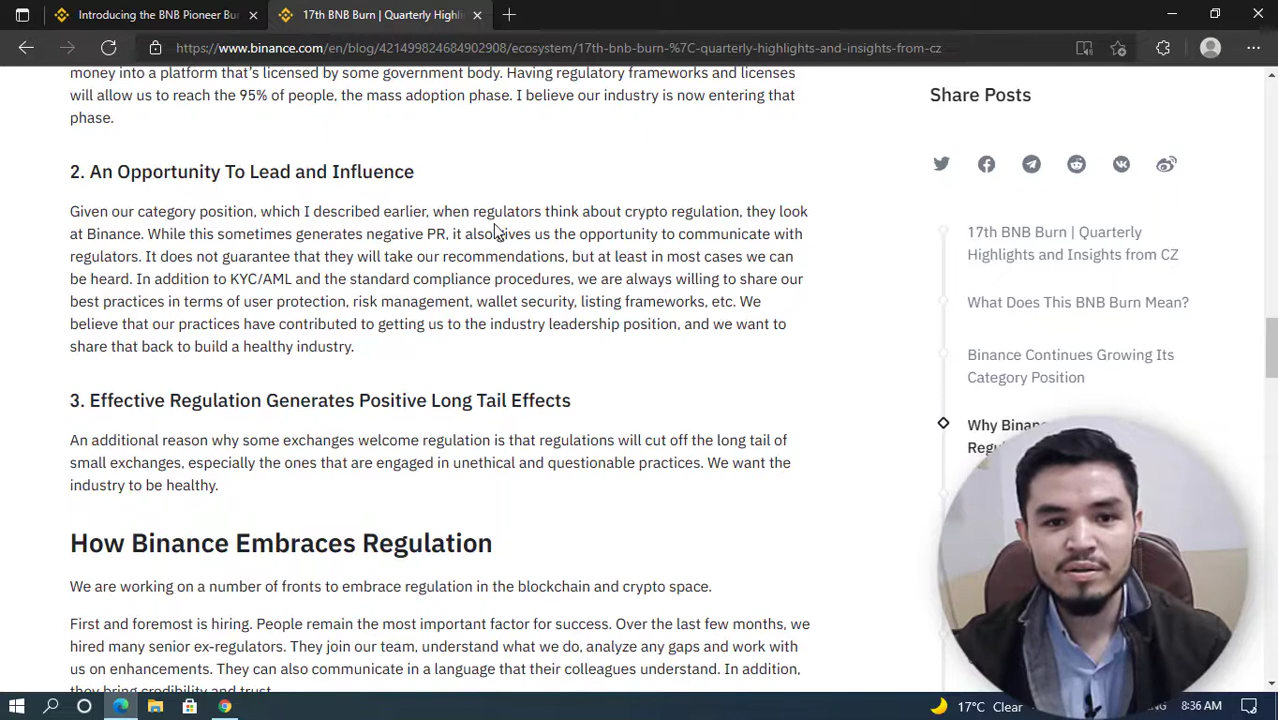 Introducing the BNB Pioneer Bur
17th BNB Burn | Quarterly Highli
https://www.binance.com/en/blog/421499824684902908/ecosystem/17th-bnb-burn-%7C-quarterly-highlights-and-insights-from-cz
money into a platform that's licensed by some government body. Having regulatory frameworks and licenses
will allow us to reach the 95% of people, the mass adoption phase. I believe our industry is now entering that
phase.
2. An Opportunity To Lead and Influence
Given our category position, which I described earlier, when regulators think about crypto regulation, they look
at Binance. While this sometimes generates negative PR, it also gives us the opportunity to communicate with
regulators. It does not guarantee that they will take our recommendations, but at least in most cases we can
be heard. In addition to KYC/AML and the standard compliance procedures, we are always willing to share our
best practices in terms of user protection, risk management, wallet security, listing frameworks, etc. We
believe that our practices have contributed to getting us to the industry leadership position, and we want to
share that back to build a healthy industry.
3. Effective Regulation Generates Positive Long Tail Effects
An additional reason why some exchanges welcome regulation is that regulations will cut off the long tail of
small exchanges, especially the ones that are engaged in unethical and questionable practices. We want the
industry to be healthy.
How Binance Embraces Regulation
We are working on a number of fronts to embrace regulation in the blockchain and crypto space.
First and foremost is hiring. People remain the most important factor for success. Over the last few months, we
hired many senior ex-regulators. They join our team, understand what we do, analyze any gaps and work with
us on enhancements. They can also communicate in a language that their colleagues understand. In addition,
they bring credibility and trust.
Share Posts
17th BNB Burn | Quarterly
Highlights and Insights from CZ
What Does This BNB Burn Mean?
Binance Continues Growing Its
Category Position
Why Binan
Regu
17°C Clear
NG
8:36 AM